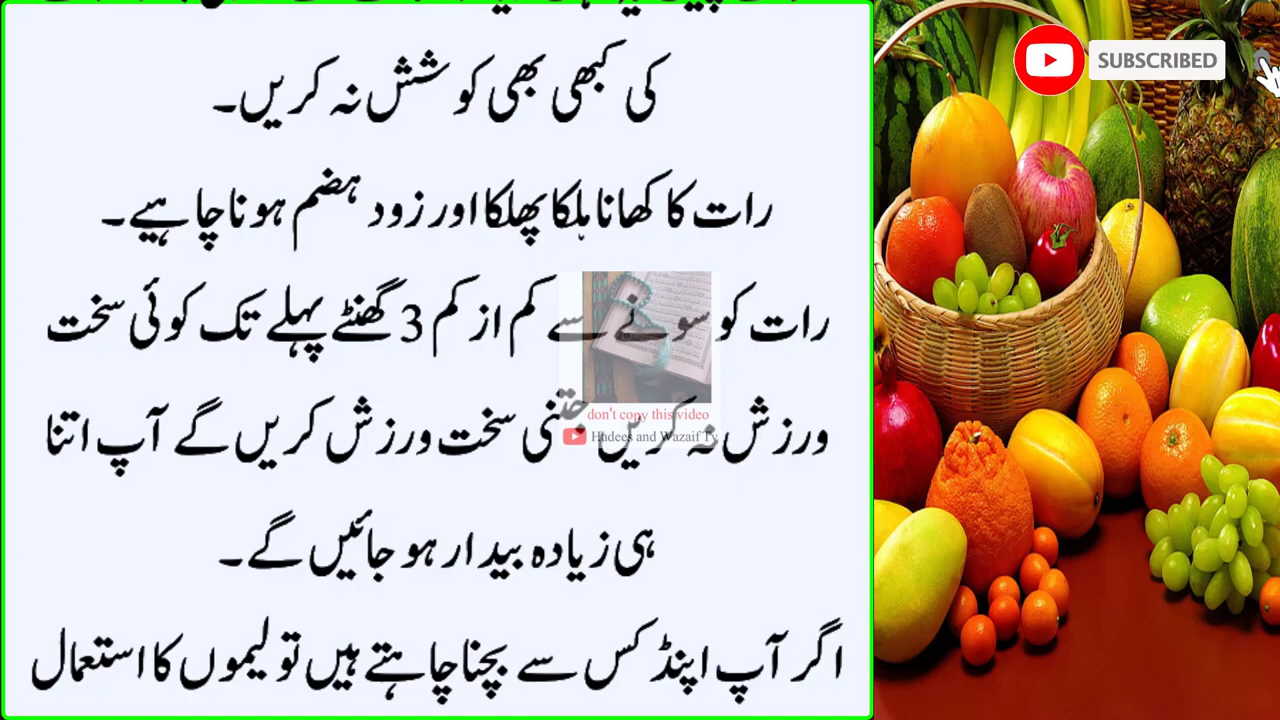 کی کبھی بھی کوشش نہ کریں۔
رات کا کھانا ہلکا پھلکا اور زود ہضم ہونا چاہیے۔
رات کو سونے سے کم از کم 3 گھنٹے پہلے تک کوئی سخت
ورزش نہ کریں جتنی سخت ورزش کریں گے آپ اتنا
ہی زیادہ بیدار ہو جائیں گے۔
اگر آپ اپنڈکس سے بچنا چاہتے ہیں تو لیموں کا استعمال
don't copy this video
Hadees and Wazaif Tv
SUBSCRIBED